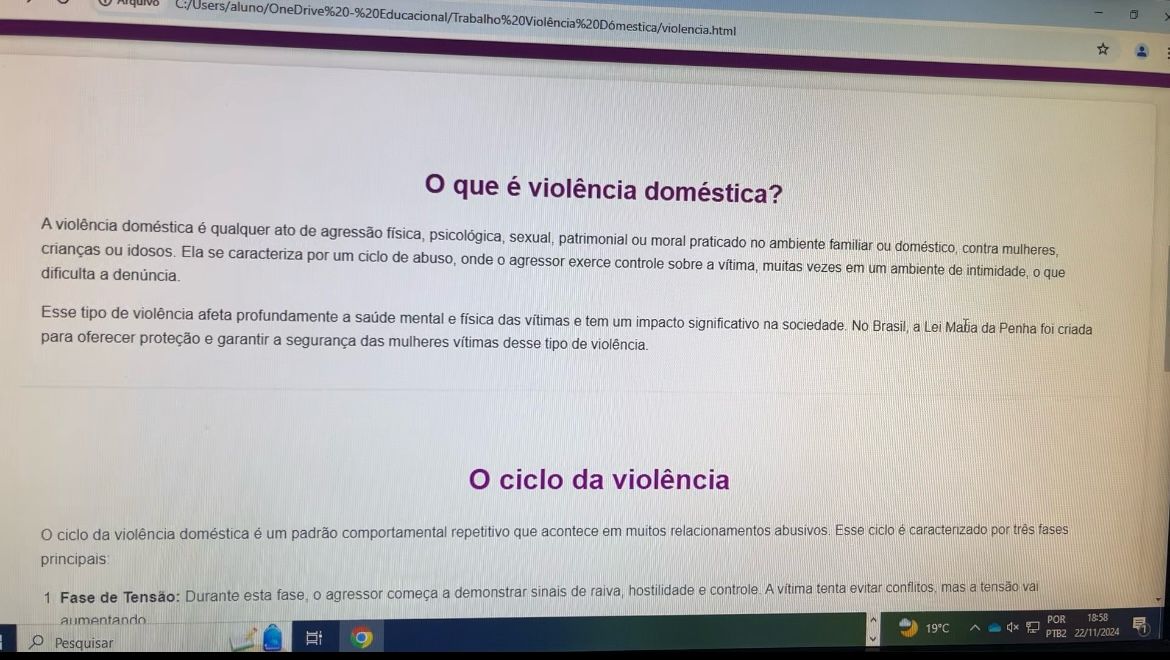 Arquivo C:/Users/aluno/OneDrive%20-%20Educacional/Trabalho%20Violência%20Dómestica/violencia.html
O que é violência doméstica?
A violência doméstica é qualquer ato de agressão física, psicológica, sexual, patrimonial ou moral praticado no ambiente familiar ou doméstico, contra mulheres,
crianças ou idosos. Ela se caracteriza por um ciclo de abuso, onde o agressor exerce controle sobre a vítima, muitas vezes em um ambiente de intimidade, o que
dificulta a denúncia.
Esse tipo de violência afeta profundamente a saúde mental e física das vítimas e tem um impacto significativo na sociedade. No Brasil, a Lei Maria da Penha foi criada
para oferecer proteção e garantir a segurança das mulheres vítimas desse tipo de violência.
O ciclo da violência
O ciclo da violência doméstica é um padrão comportamental repetitivo que acontece em muitos relacionamentos abusivos. Esse ciclo é caracterizado por três fases
principais:
1 Fase de Tensão: Durante esta fase, o agressor começa a demonstrar sinais de raiva, hostilidade e controle. A vítima tenta evitar conflitos, mas a tensão vai
aumentando
Pesquisar
19°C
POR
PTB2
18:58
22/11/2024
1